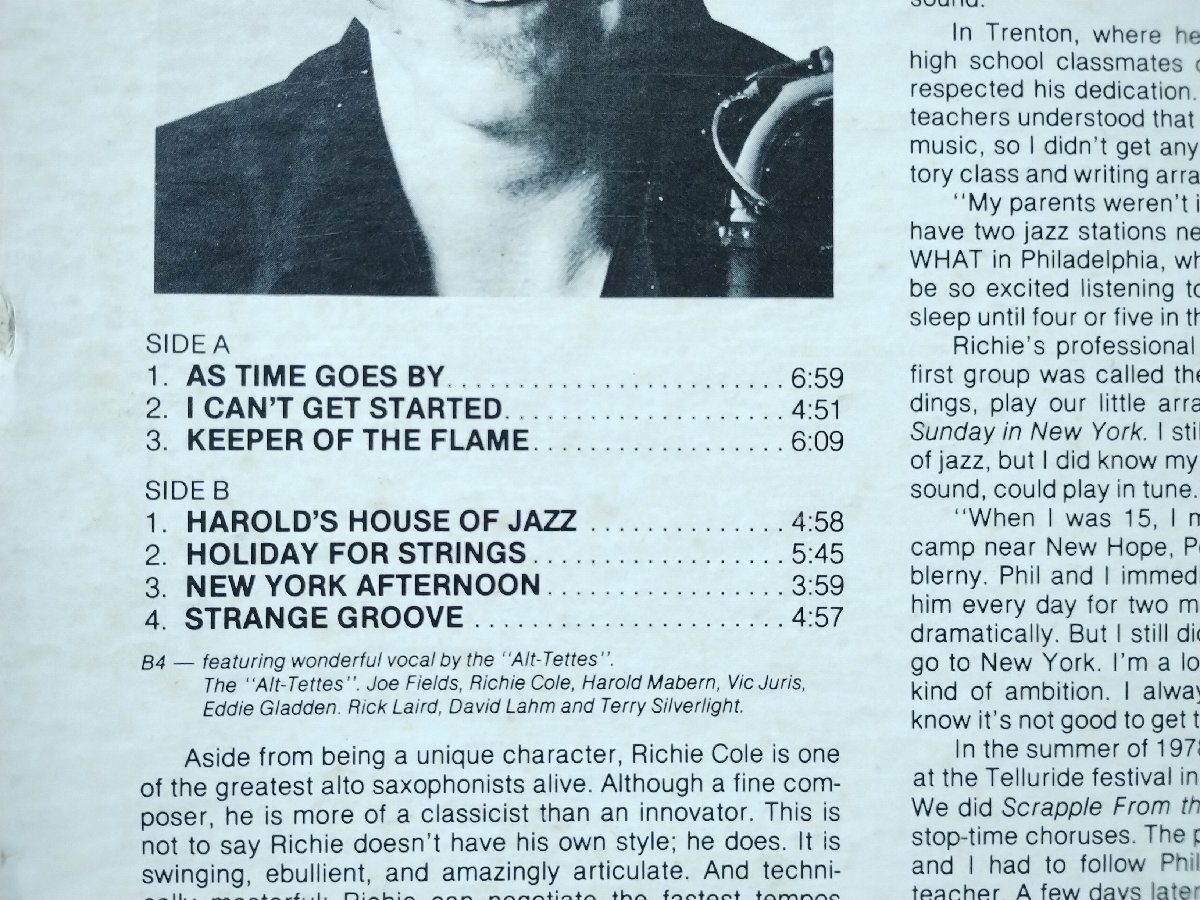 SIDE A
1. AS TIME GOES BY. . . . . . . . . . . . . . . . . . . . . . . . 6:59
2. I CAN'T GET STARTED. . . . . . . . . . . . . . . . . . . . 4:51
3. KEEPER OF THE FLAME. . . . . . . . . . . . . . . . . . 6:09
SIDE B
1. HAROLD'S HOUSE OF JAZZ . . . . . . . . . . . . . . 4:58
2. HOLIDAY FOR STRINGS. . . . . . . . . . . . . . . . . . 5:45
3. NEW YORK AFTERNOON. . . . . . . . . . . . . . . . . 3:59
4. STRANGE GROOVE . . . . . . . . . . . . . . . . . . . . . . 4:57
B4 — featuring wonderful vocal by the "Alt-Tettes".
The "Alt-Tettes". Joe Fields, Richie Cole, Harold Mabern, Vic Juris,
Eddie Gladden. Rick Laird, David Lahm and Terry Silverlight.
Aside from being a unique character, Richie Cole is one
of the greatest alto saxophonists alive. Although a fine com-
poser, he is more of a classicist than an innovator. This is
not to say Richie doesn't have his own style; he does. It is
swinging, ebullient, and amazingly articulate. And techni-
cally masterful: Richie can negotiate the fastest tempos
sound.
In Trenton, where he
high school classmates
respected his dedication.
teachers understood that
music, so I didn't get any
tory class and writing arra
"My parents weren't i
have two jazz stations ne
WHAT in Philadelphia, wh
be so excited listening to
sleep until four or five in th
Richie's professional
first group was called the
dings, play our little arra
Sunday in New York. I stil
of jazz, but I did know my
sound, could play in tune.
"When I was 15, I m
camp near New Hope, Pe
blerny. Phil and I immed
him every day for two m
dramatically. But I still did
go to New York. I'm a lo
kind of ambition. I alway
know it's not good to get t
In the summer of 1978
at the Telluride festival in
We did Scrapple From th
stop-time choruses. The p
and I had to follow Phil
teacher. A few days later